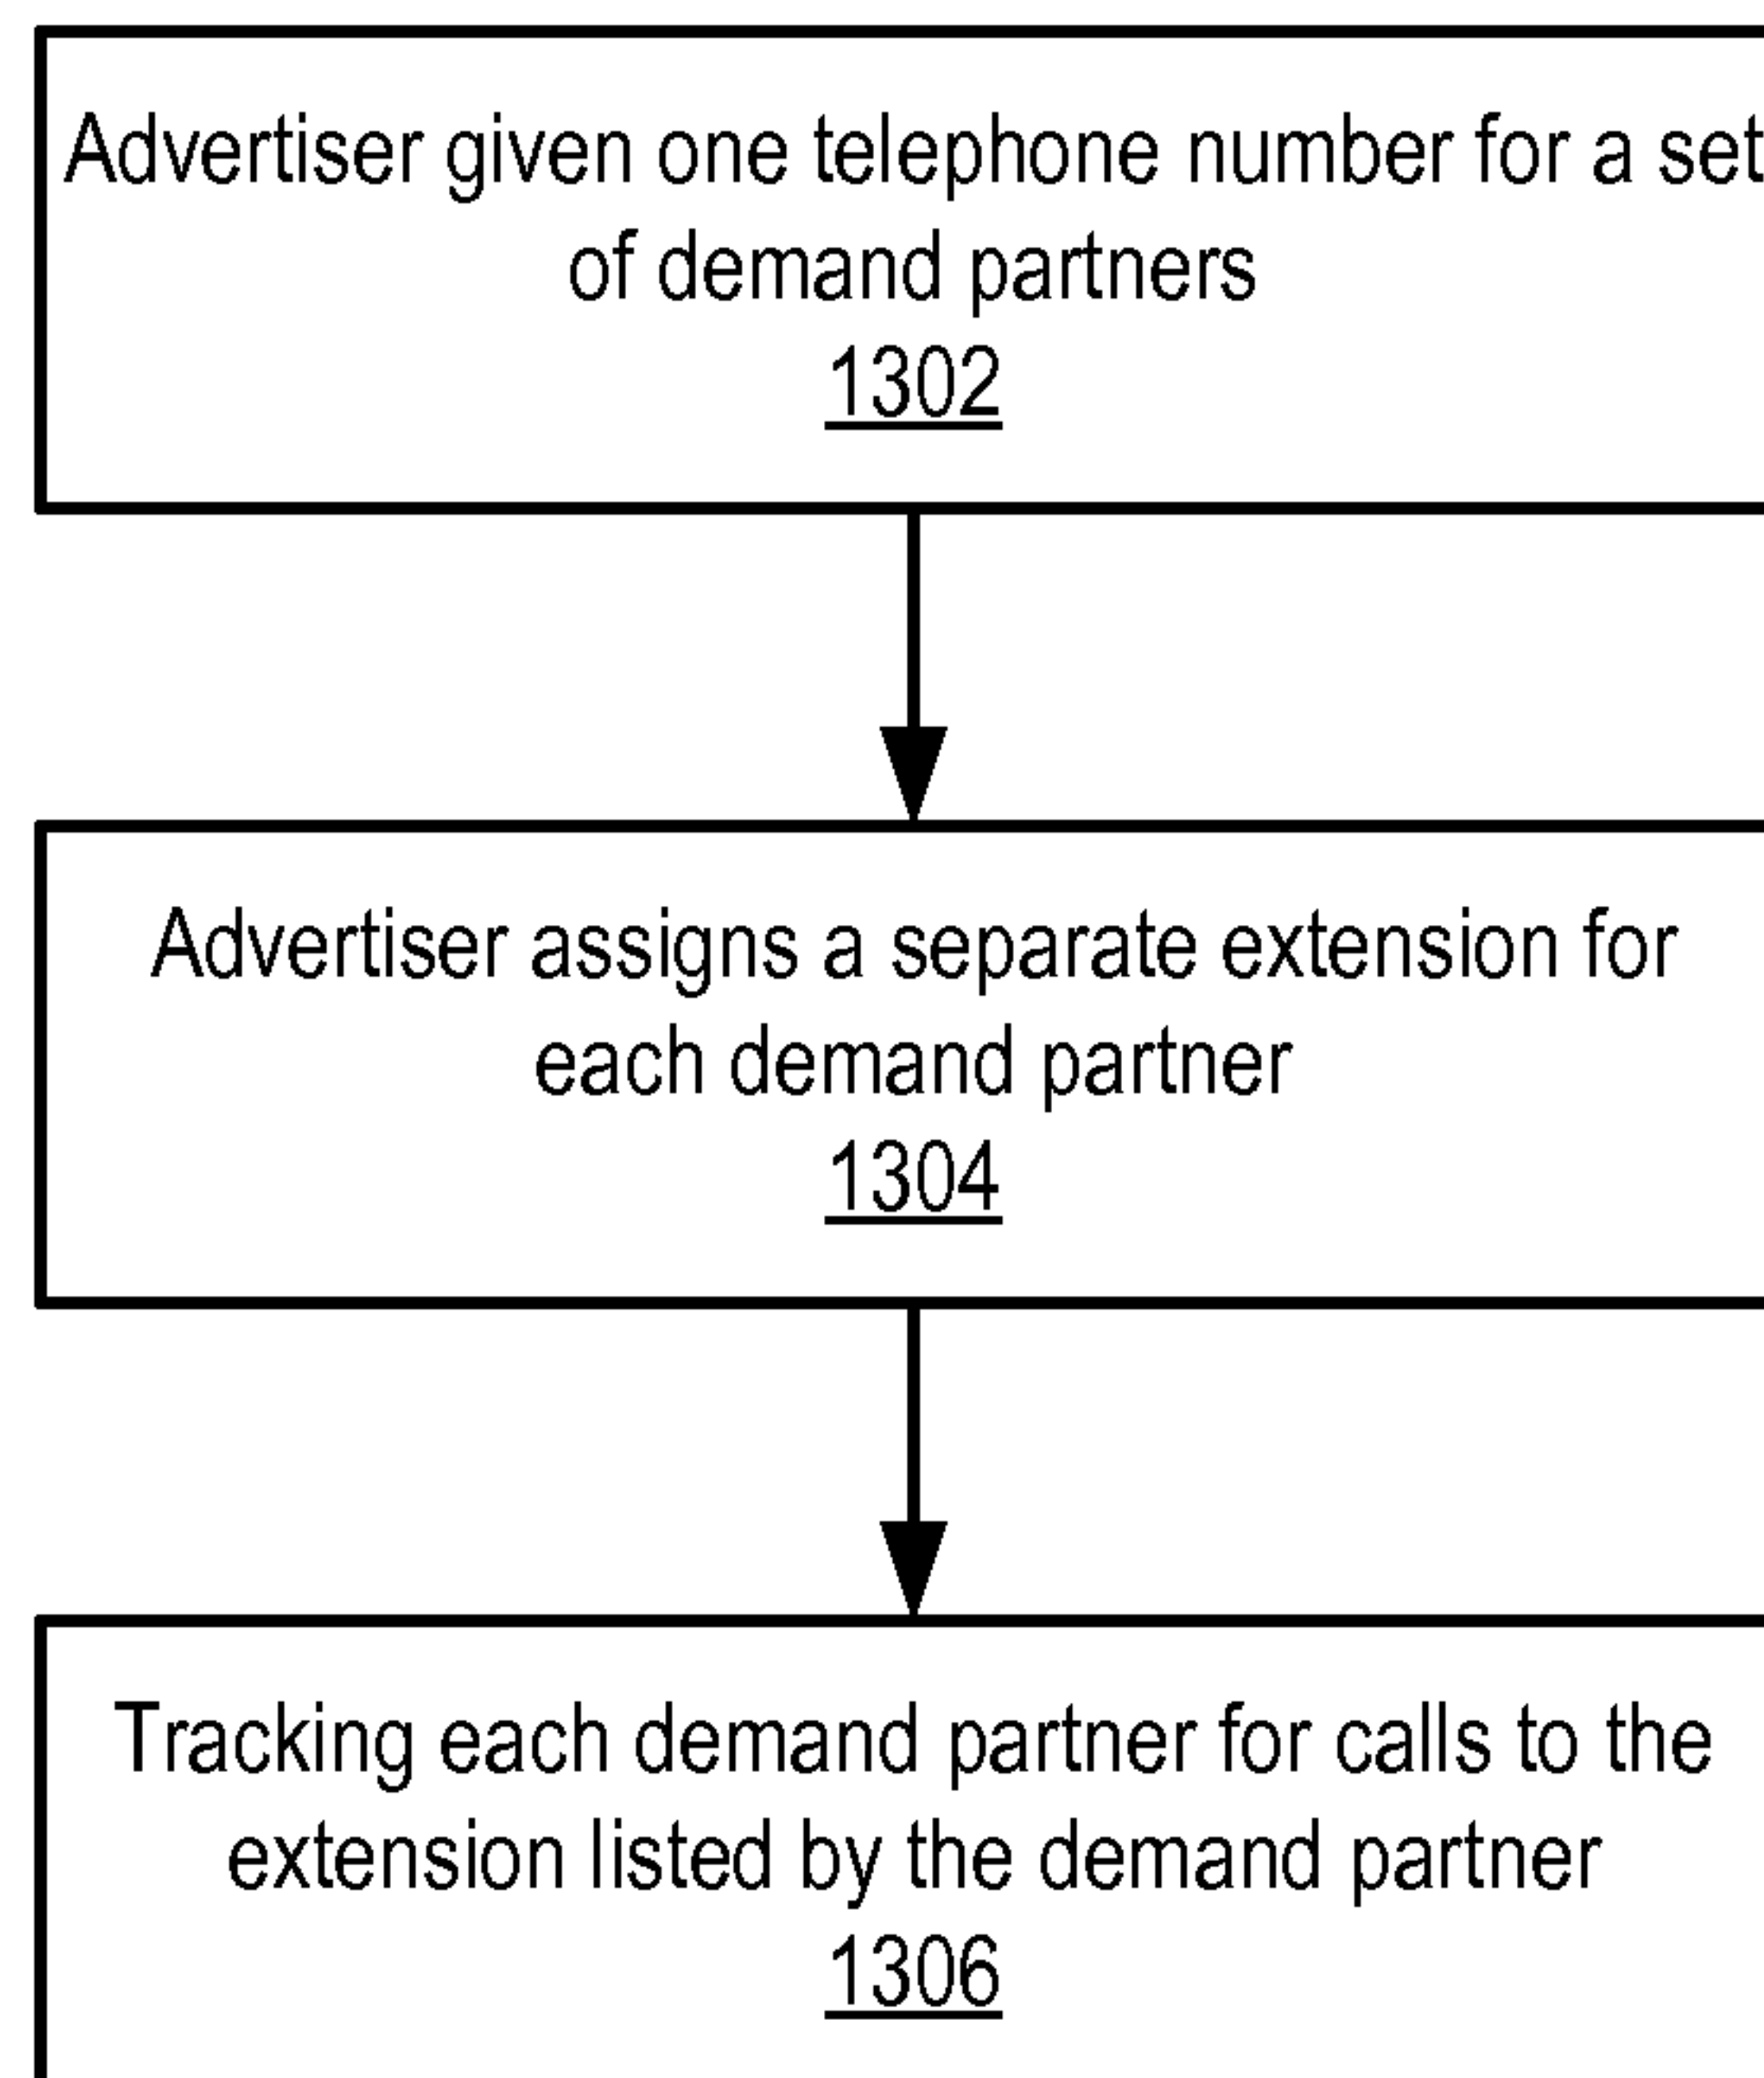 Advertiser given one telephone number for a set
of demand partners
1302
Advertiser assigns a separate extension for
each demand partner
1304
Tracking each demand partner for calls to the
extension listed by the demand partner
1306